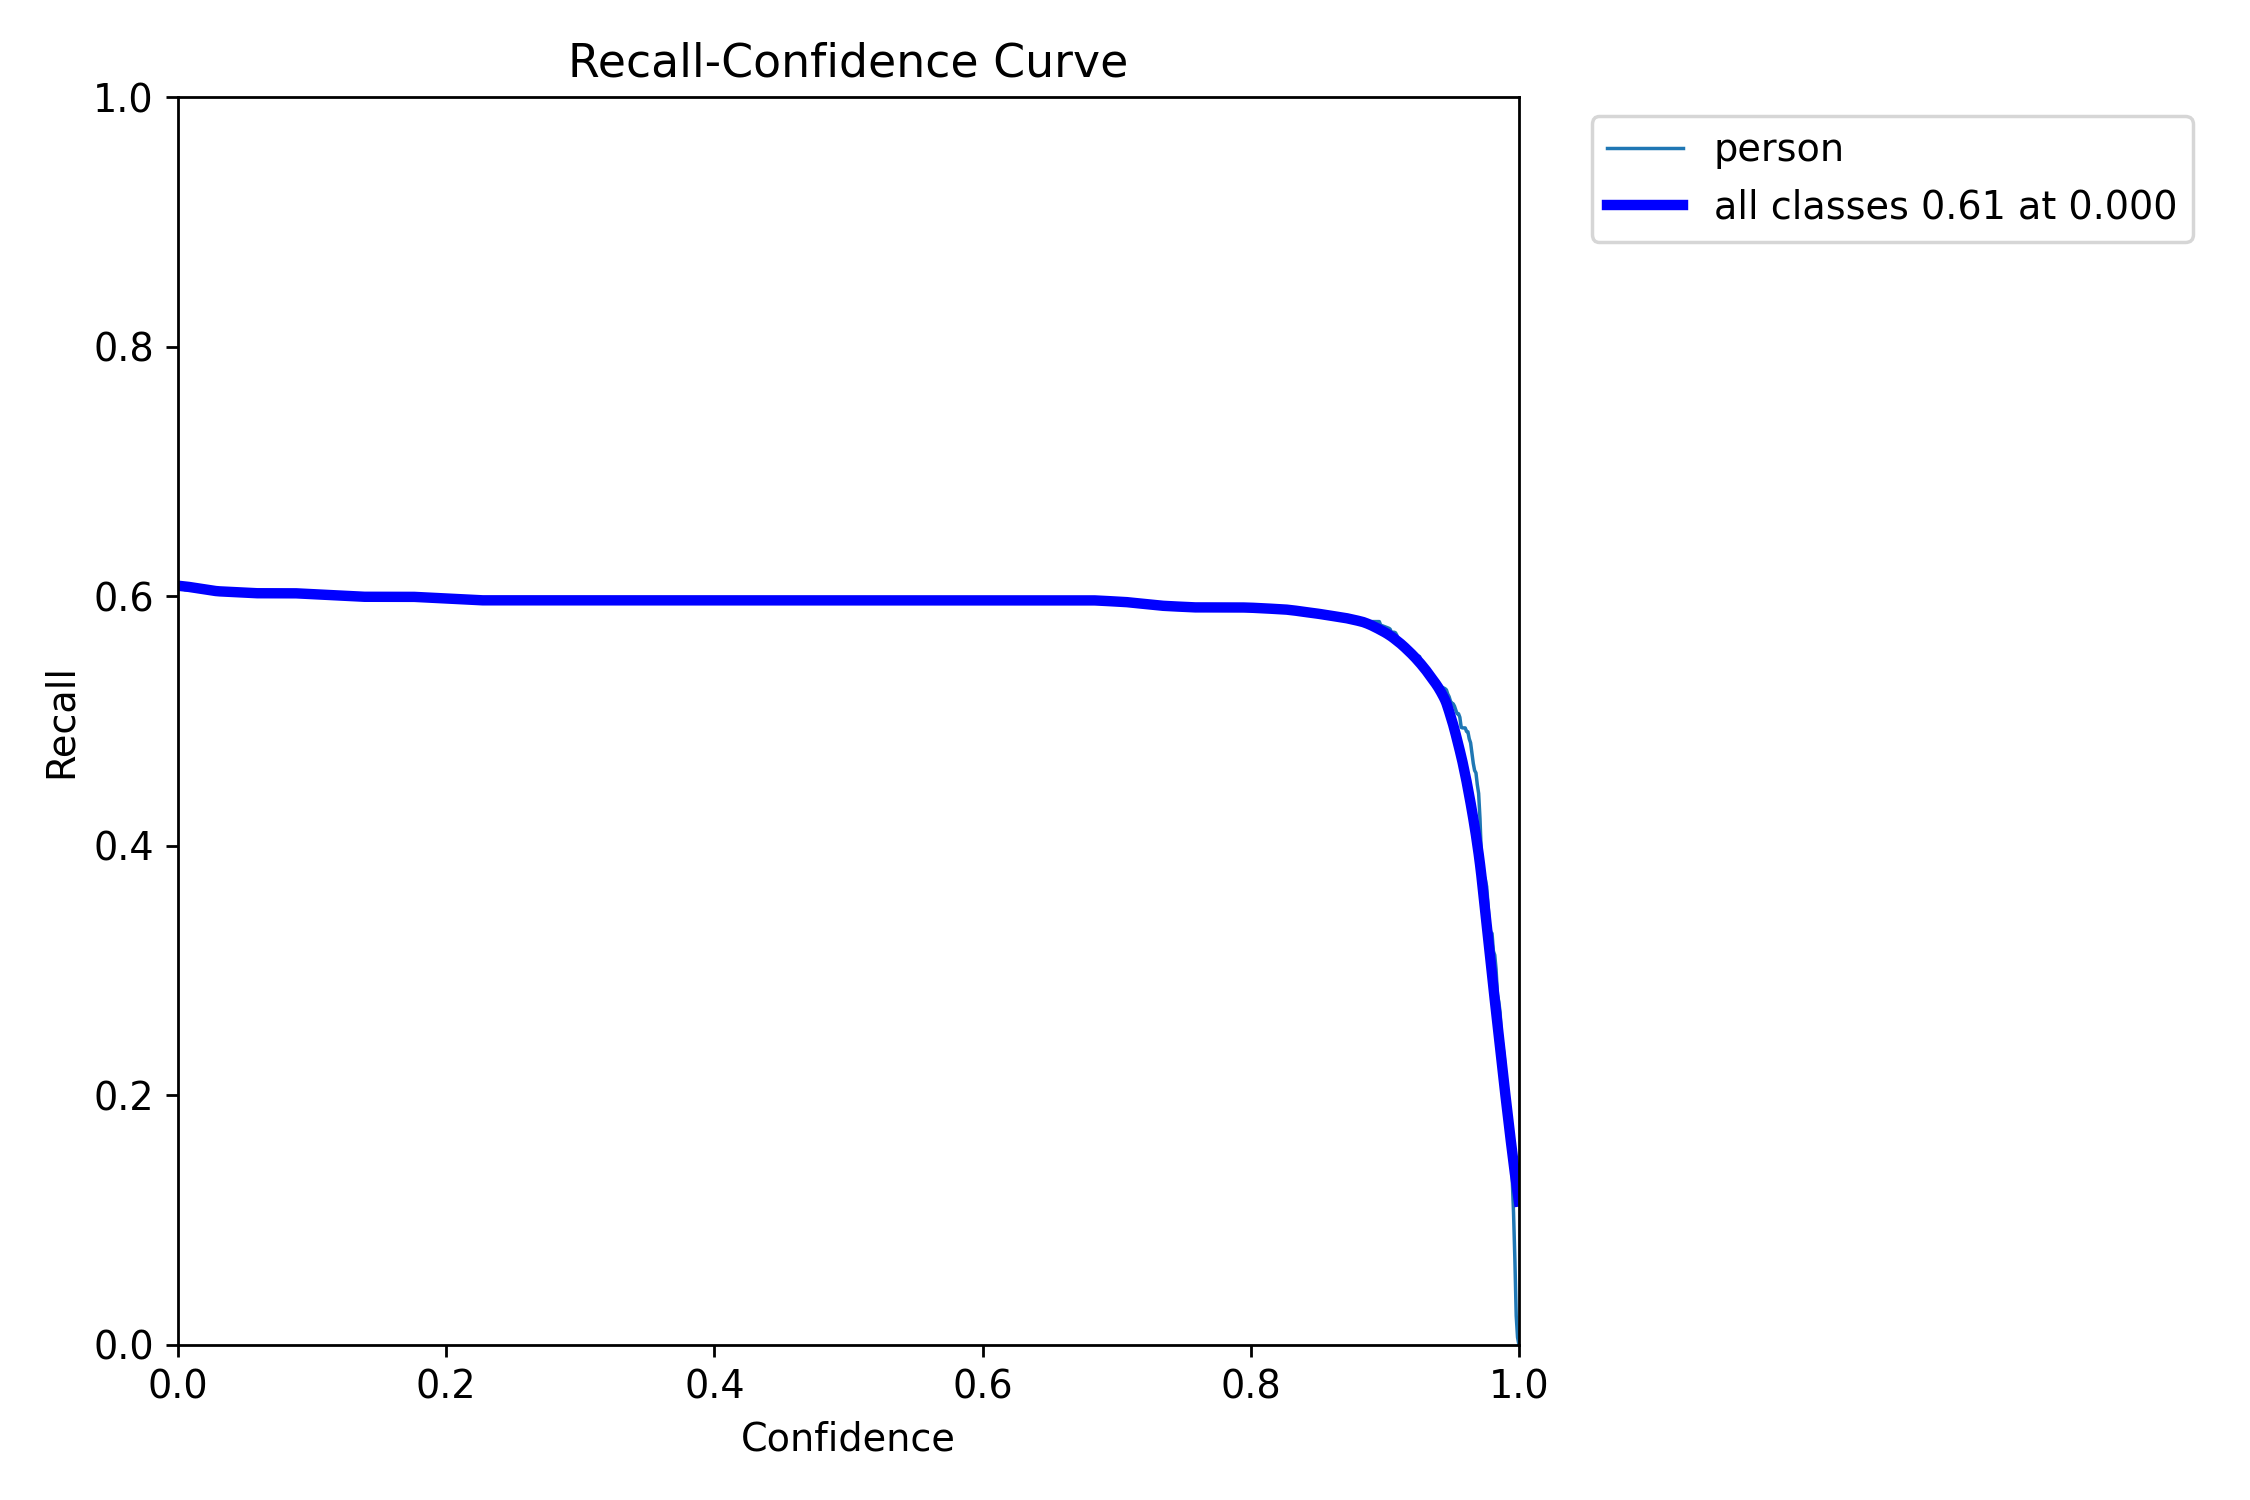 Recall-Confidence Curve
1.0
0.8
0.6
0.4
0.2
0.0
Recall
0.0 0.2 0.4 0.6 0.8 1.0
Confidence
person
all classes 0.61 at 0.000